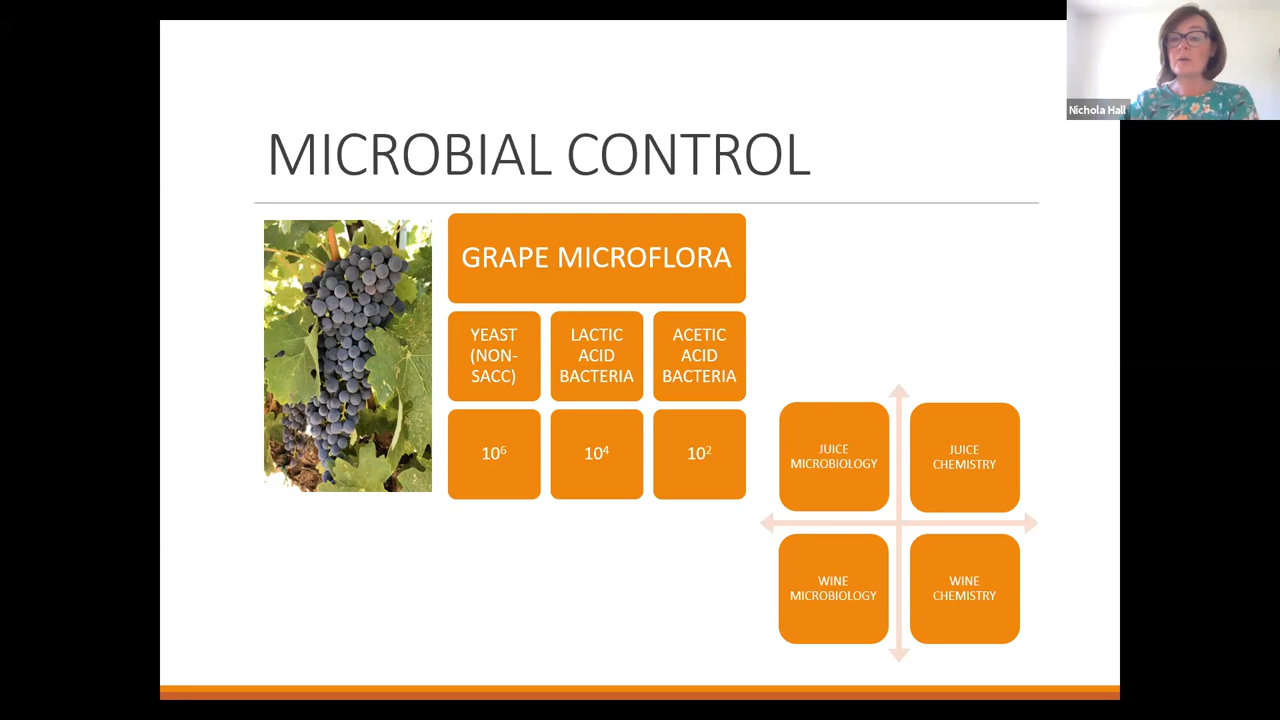 MICROBIAL CONTROL
GRAPE MICROFLORA
YEAST
(NON-
SACC)
LACTIC
ACID
BACTERIA
ACETIC
ACID
BACTERIA
10⁶
10⁴
10²
JUICE
MICROBIOLOGY
JUICE
CHEMISTRY
WINE
MICROBIOLOGY
WINE
CHEMISTRY
Nichola Hall